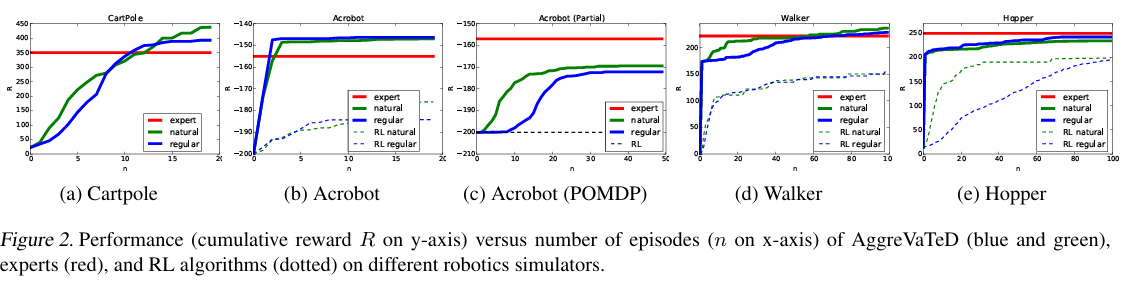 CartPole
450
400
350
300
250
200
150
100
50
0
R
0 5 10 15 20
n
expert
natural
regular
Acrobot
−140
−150
−160
−170
−180
−190
−200
R
0 5 10 15 20
n
expert
natural
regular
RL natural
RL regular
Acrobot (Partial)
−150
−160
−170
−180
−190
−200
−210
R
0 10 20 30 40 50
n
expert
natural
regular
RL
Walker
200
150
100
50
0
R
0 20 40 60 80 100
n
expert
natural
regular
RL natural
RL regular
Hopper
250
200
150
100
50
0
R
0 20 40 60 80 100
n
expert
natural
regular
RL natural
RL regular
(a) Cartpole
(b) Acrobot
(c) Acrobot (POMDP)
(d) Walker
(e) Hopper
Figure 2. Performance (cumulative reward R on y-axis) versus number of episodes (n on x-axis) of AggreVaTeD (blue and green),
experts (red), and RL algorithms (dotted) on different robotics simulators.